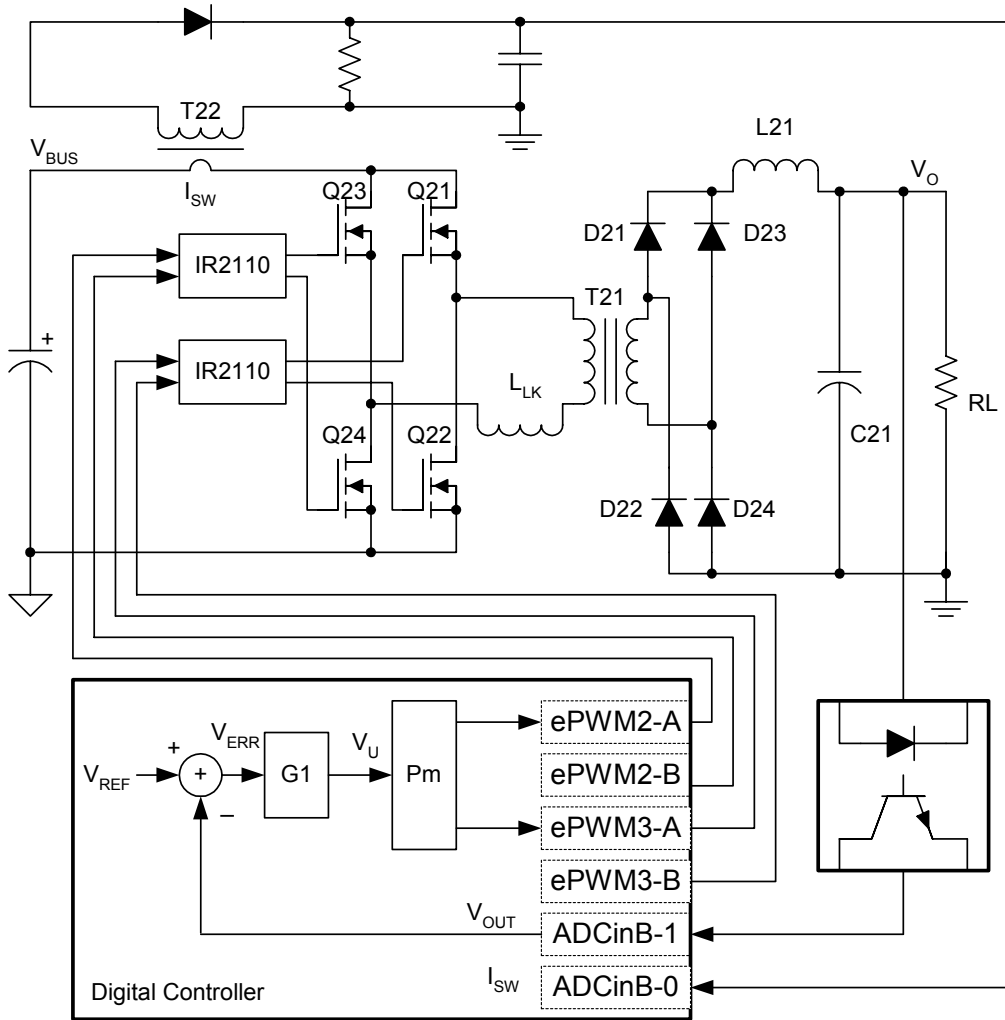 T22
V_BUS
I_SW
Q23
Q21
L21
V_O
D21
D23
IR2110
T21
+
IR2110
L_LK
RL
C21
Q24
Q22
D22
D24
ePWM2-A
V_ERR
V_U
+
ePWM2-B
V_REF
+
G1
Pm
–
ePWM3-A
ePWM3-B
V_OUT
ADCinB-1
I_SW
ADCinB-0
Digital Controller